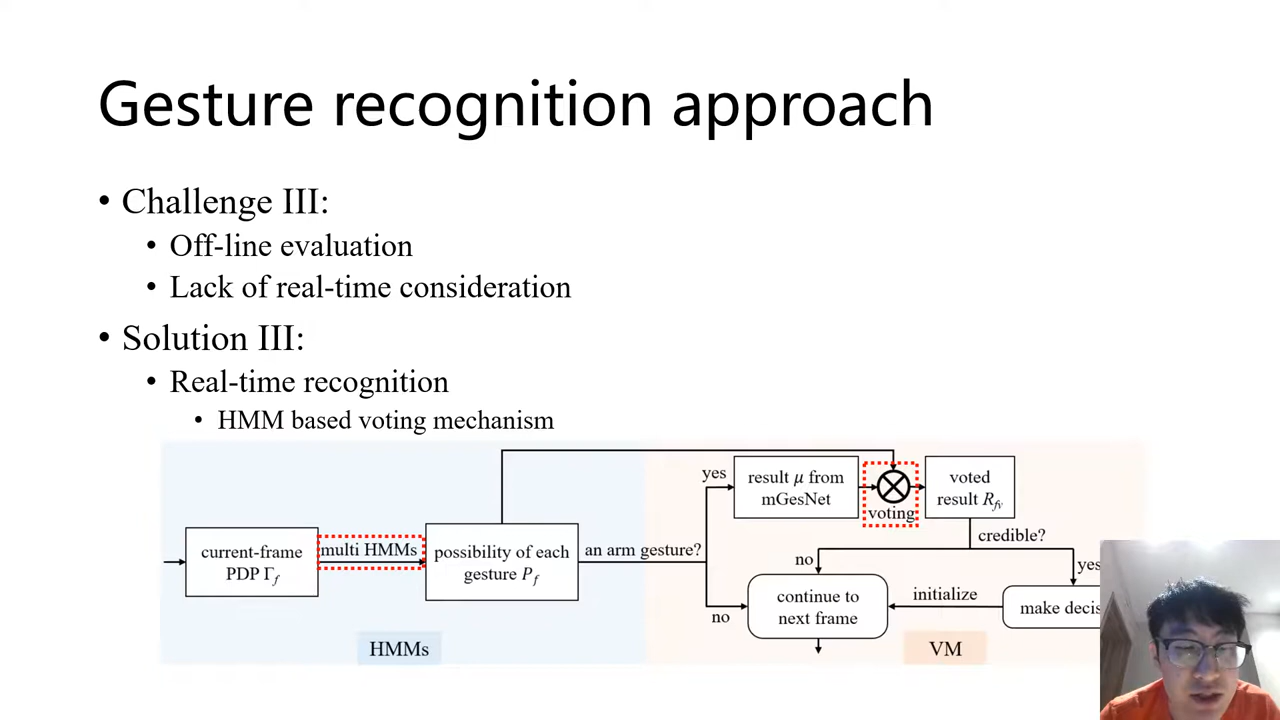 Gesture recognition approach
• Challenge III:
• Off-line evaluation
• Lack of real-time consideration
• Solution III:
• Real-time recognition
• HMM based voting mechanism
current-frame
PDP Γf
multi HMMs
possibility of each
gesture Pf
an arm gesture?
yes
no
result μ from
mGesNet
voting
voted
result Rfv
credible?
no
yes
continue to
next frame
initialize
make
HMMs
VM